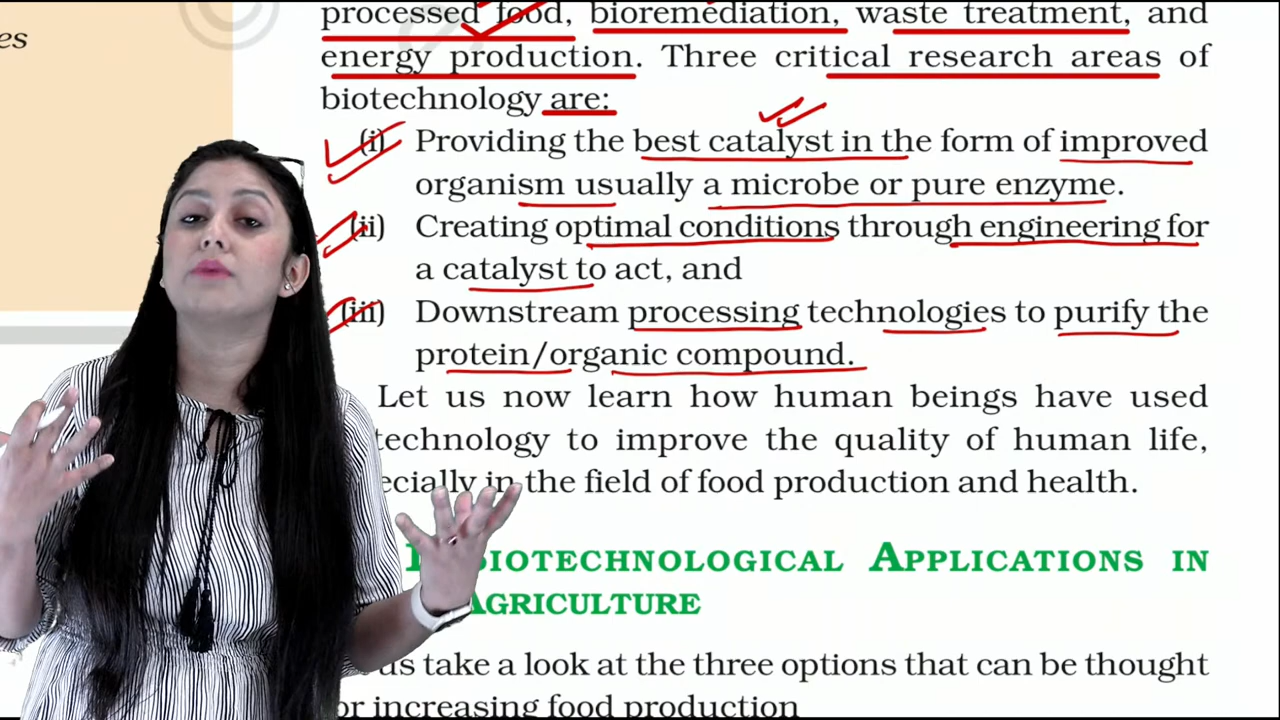 es
processed food, bioremediation, waste treatment, and
energy production. Three critical research areas of
biotechnology are:
(i) Providing the best catalyst in the form of improved
organism usually a microbe or pure enzyme.
(ii) Creating optimal conditions through engineering for
a catalyst to act, and
(iii) Downstream processing technologies to purify the
protein/organic compound.
Let us now learn how human beings have used
technology to improve the quality of human life,
ecially in the field of food production and health.
BIOTECHNOLOGICAL APPLICATIONS IN
AGRICULTURE
us take a look at the three options that can be thought
or increasing food production